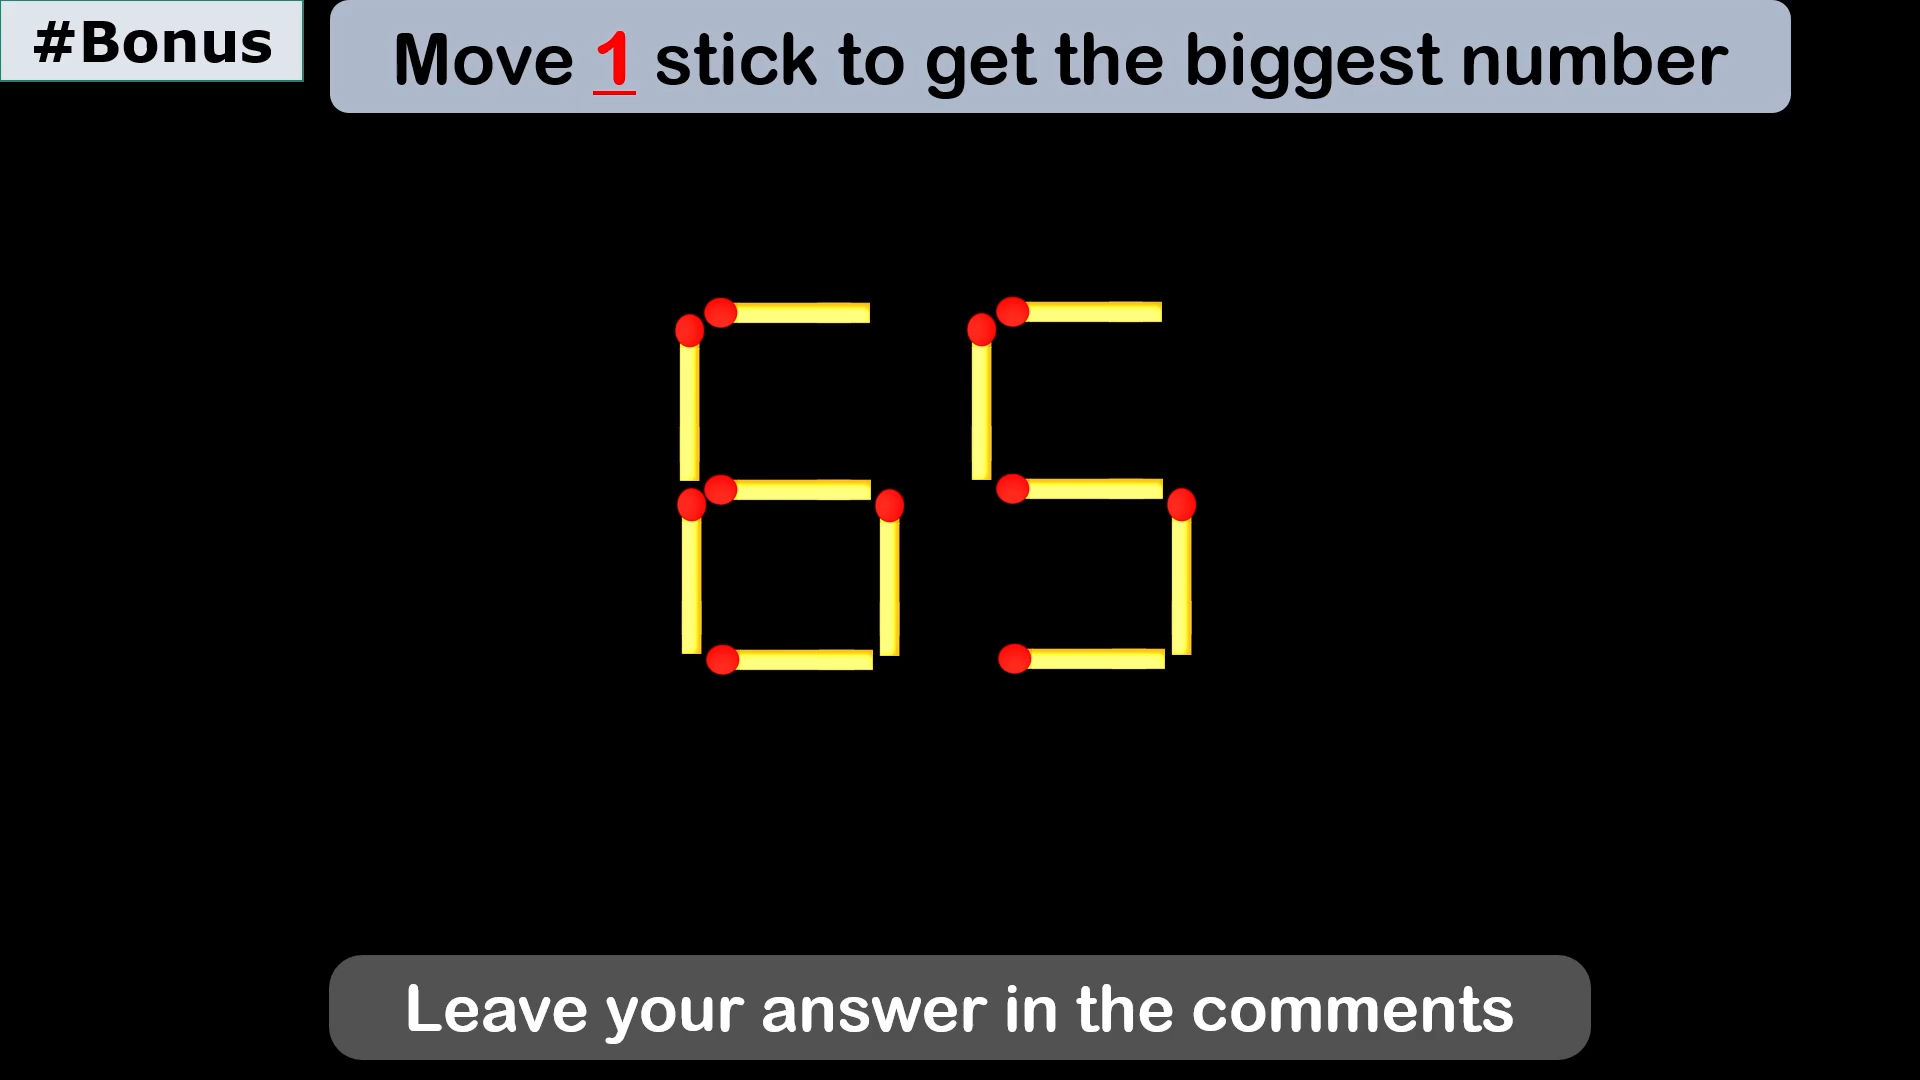 #Bonus
Move 1 stick to get the biggest number
65
Leave your answer in the comments